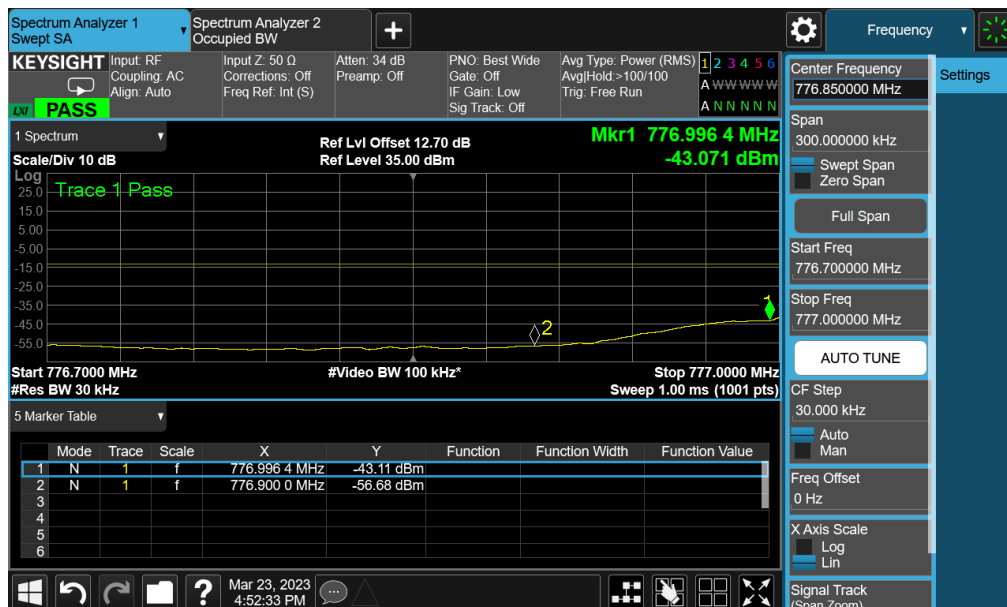 Spectrum Analyzer 1
Swept SA
Spectrum Analyzer 2
Occupied BW
Frequency
KEYSIGHT
LXI
PASS
Input: RF
Coupling: AC
Align: Auto
Input Z: 50 Ω
Corrections: Off
Freq Ref: Int (S)
Atten: 34 dB
Preamp: Off
PNO: Best Wide
Gate: Off
IF Gain: Low
Sig Track: Off
Avg Type: Power (RMS)
Avg|Hold:>100/100
Trig: Free Run
1 2 3 4 5 6
A W W W W W
A N N N N N
1 Spectrum
Scale/Div 10 dB
Ref Lvl Offset 12.70 dB
Ref Level 35.00 dBm
Mkr1 776.996 4 MHz
-43.071 dBm
Log
Trace 1 Pass
25.0
15.0
5.00
-5.00
-15.0
-25.0
-35.0
-45.0
-55.0
1
2
Start 776.7000 MHz
#Video BW 100 kHz*
Stop 777.0000 MHz
#Res BW 30 kHz
Sweep 1.00 ms (1001 pts)
5 Marker Table
Mode Trace Scale X Y Function Function Width Function Value
1 N 1 f 776.996 4 MHz -43.11 dBm
2 N 1 f 776.900 0 MHz -56.68 dBm
3
4
5
6
?
Mar 23, 2023
4:52:33 PM
Center Frequency
776.850000 MHz
Settings
Span
300.000000 kHz
Swept Span
Zero Span
Full Span
Start Freq
776.700000 MHz
Stop Freq
777.000000 MHz
AUTO TUNE
CF Step
30.000 kHz
Auto
Man
Freq Offset
0 Hz
X Axis Scale
Log
Lin
Signal Track
(Span Zoom)